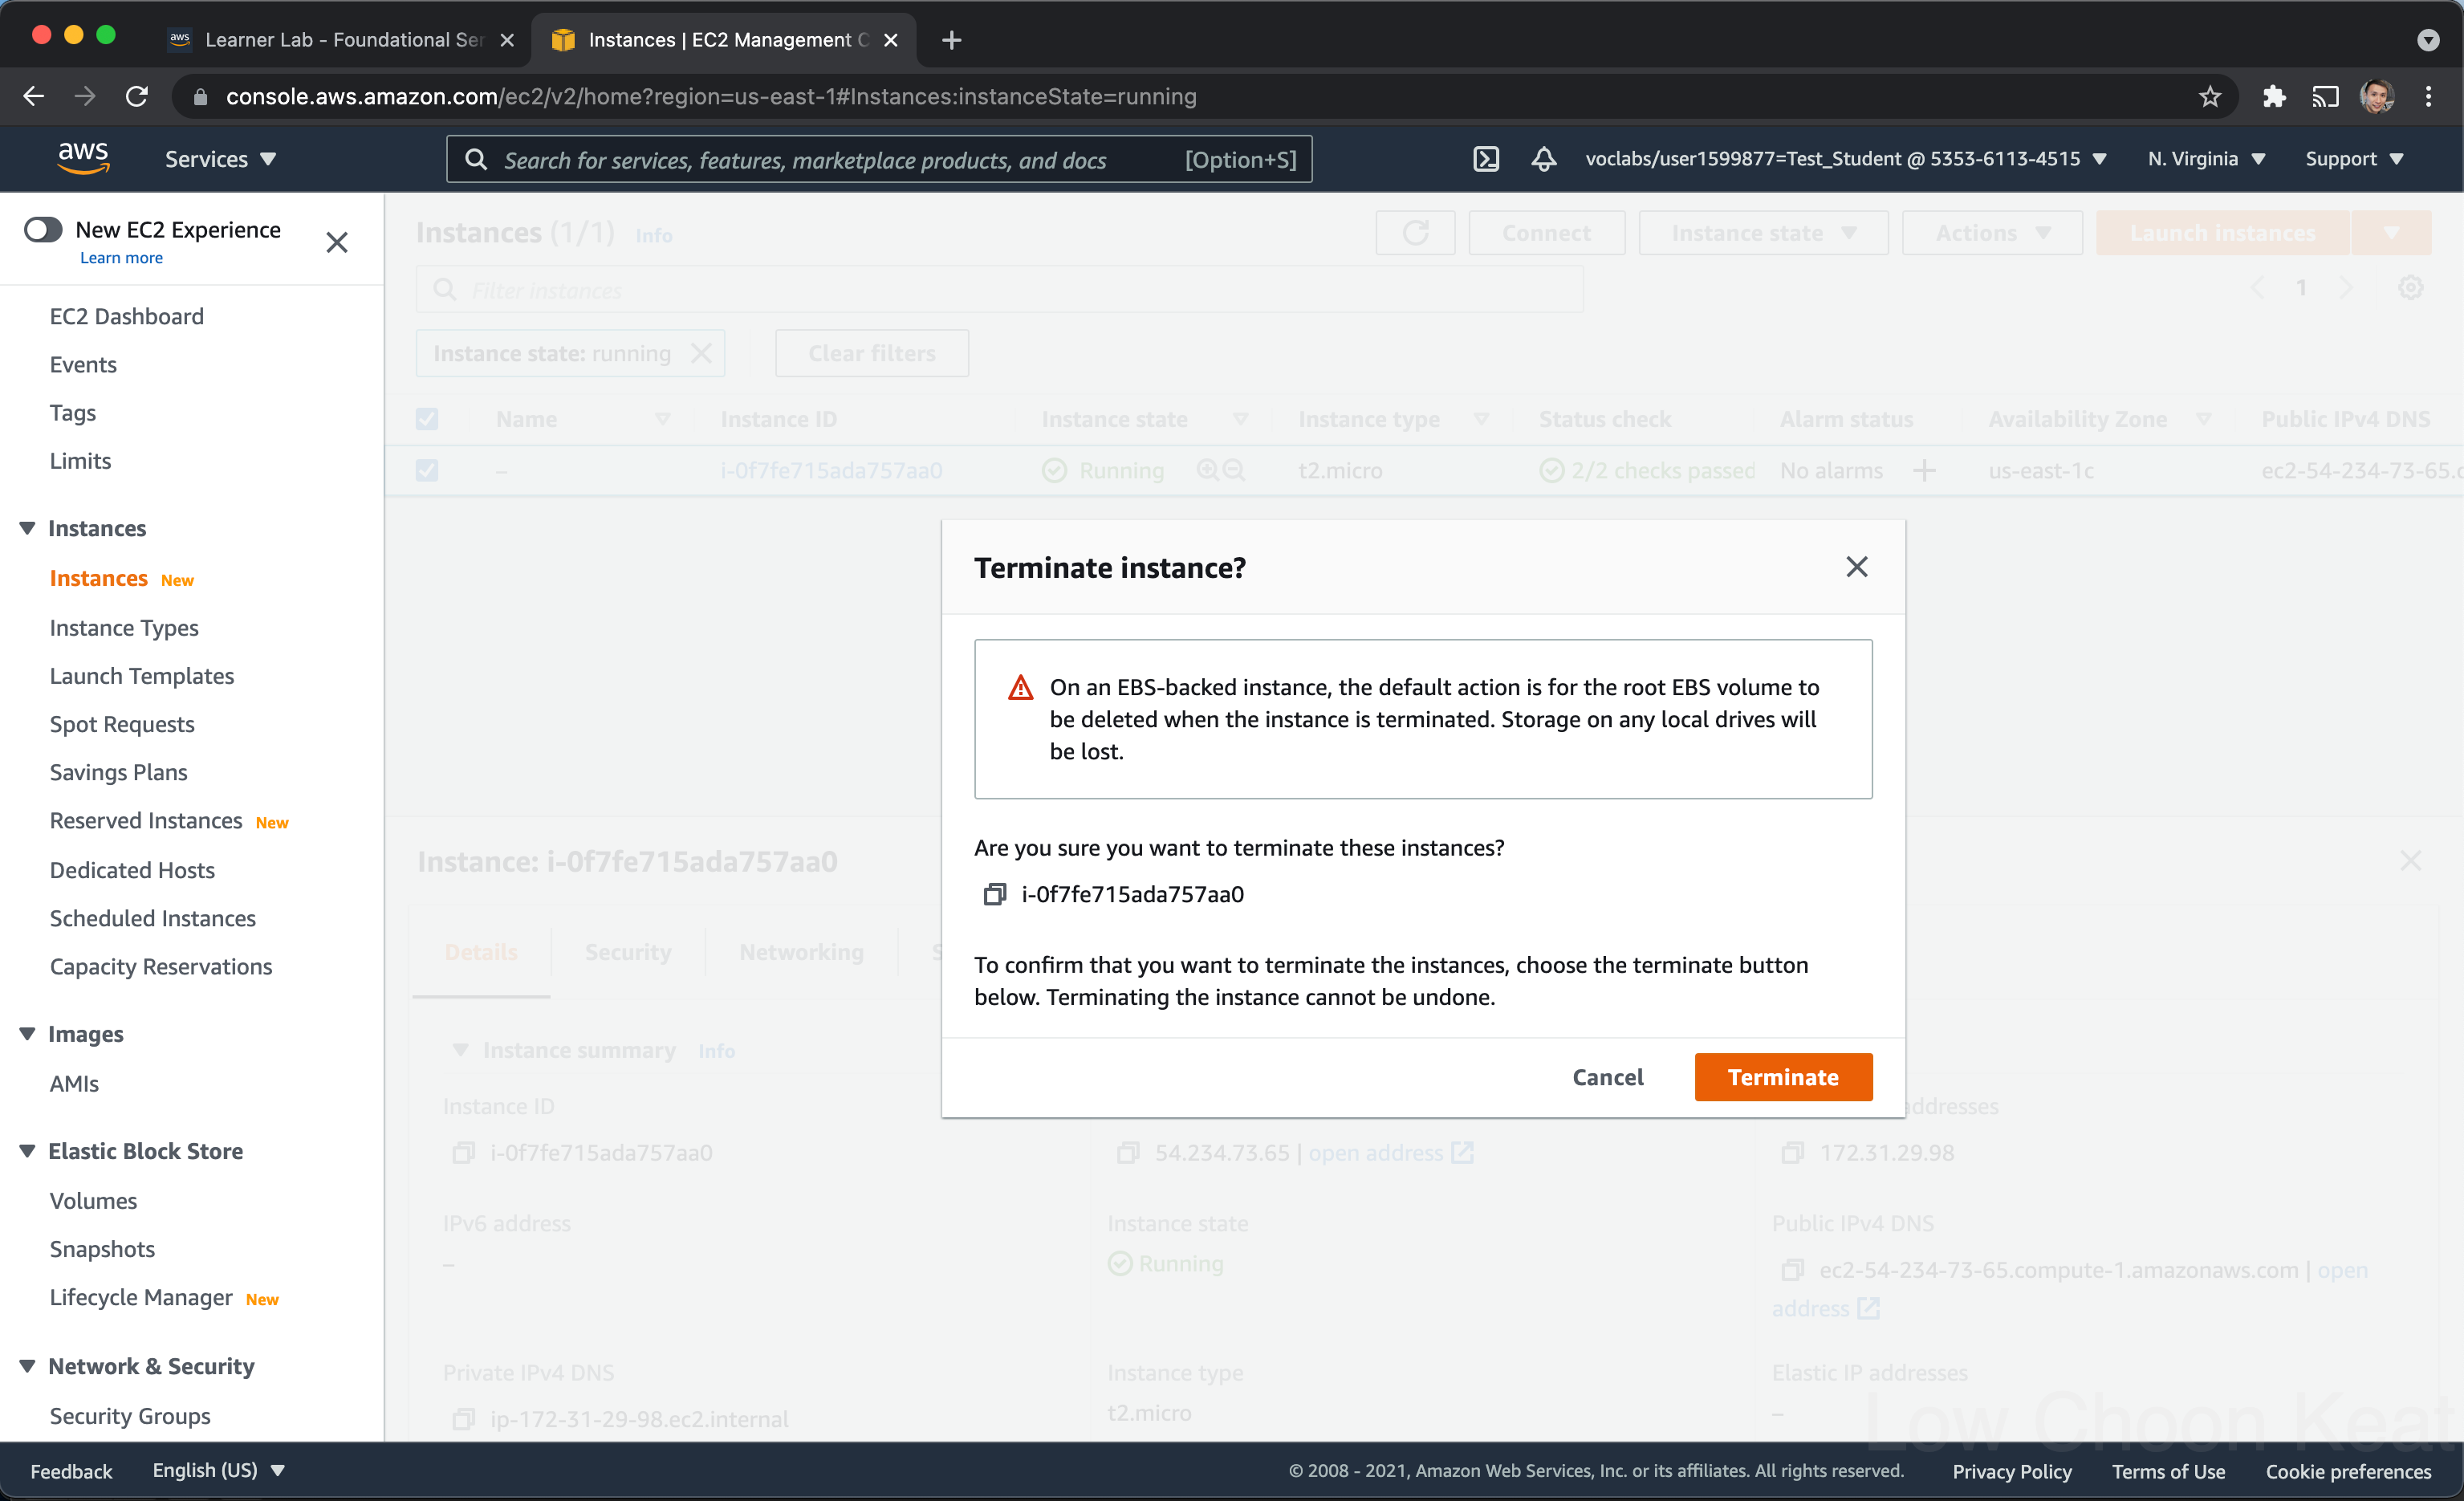 Learner Lab - Foundational Ser
Instances | EC2 Management C
console.aws.amazon.com/ec2/v2/home?region=us-east-1#Instances:instanceState=running
aws
Services
Search for services, features, marketplace products, and docs [Option+S]
voclabs/user1599877=Test_Student @ 5353-6113-4515
N. Virginia
Support
New EC2 Experience
Learn more
EC2 Dashboard
Events
Tags
Limits
Instances
Instances New
Instance Types
Launch Templates
Spot Requests
Savings Plans
Reserved Instances New
Dedicated Hosts
Scheduled Instances
Capacity Reservations
Images
AMIs
Elastic Block Store
Volumes
Snapshots
Lifecycle Manager New
Network & Security
Security Groups
Instances (1/1) Info
Connect
Instance state
Actions
Launch instances
Filter instances
1
Instance state: running
Clear filters
Name Instance ID Instance state Instance type Status check Alarm status Availability Zone Public IPv4 DNS
– i-0f7fe715ada757aa0 Running t2.micro 2/2 checks passed No alarms us-east-1c ec2-54-234-73-65.c
Terminate instance?
On an EBS-backed instance, the default action is for the root EBS volume to
be deleted when the instance is terminated. Storage on any local drives will
be lost.
Are you sure you want to terminate these instances?
i-0f7fe715ada757aa0
To confirm that you want to terminate the instances, choose the terminate button
below. Terminating the instance cannot be undone.
Cancel
Terminate
Instance: i-0f7fe715ada757aa0
Details Security Networking S
Instance summary Info
Instance ID
i-0f7fe715ada757aa0
54.234.73.65 | open address
addresses
172.31.29.98
IPv6 address
–
Instance state
Running
Public IPv4 DNS
ec2-54-234-73-65.compute-1.amazonaws.com | open
address
Private IPv4 DNS
ip-172-31-29-98.ec2.internal
Instance type
t2.micro
Elastic IP addresses
–
Low Choon Keat
Feedback
English (US)
© 2008 - 2021, Amazon Web Services, Inc. or its affiliates. All rights reserved.
Privacy Policy
Terms of Use
Cookie preferences